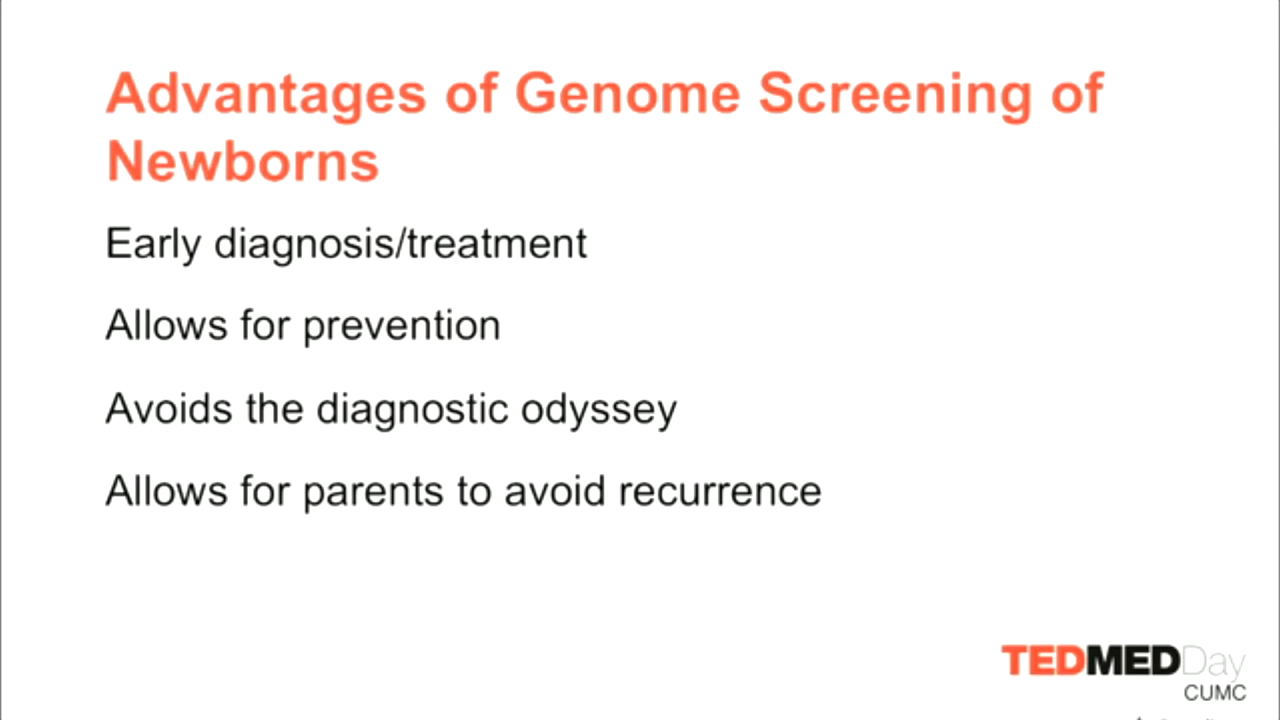 Advantages of Genome Screening of
Newborns
Early diagnosis/treatment
Allows for prevention
Avoids the diagnostic odyssey
Allows for parents to avoid recurrence
TEDMEDDay
CUMC